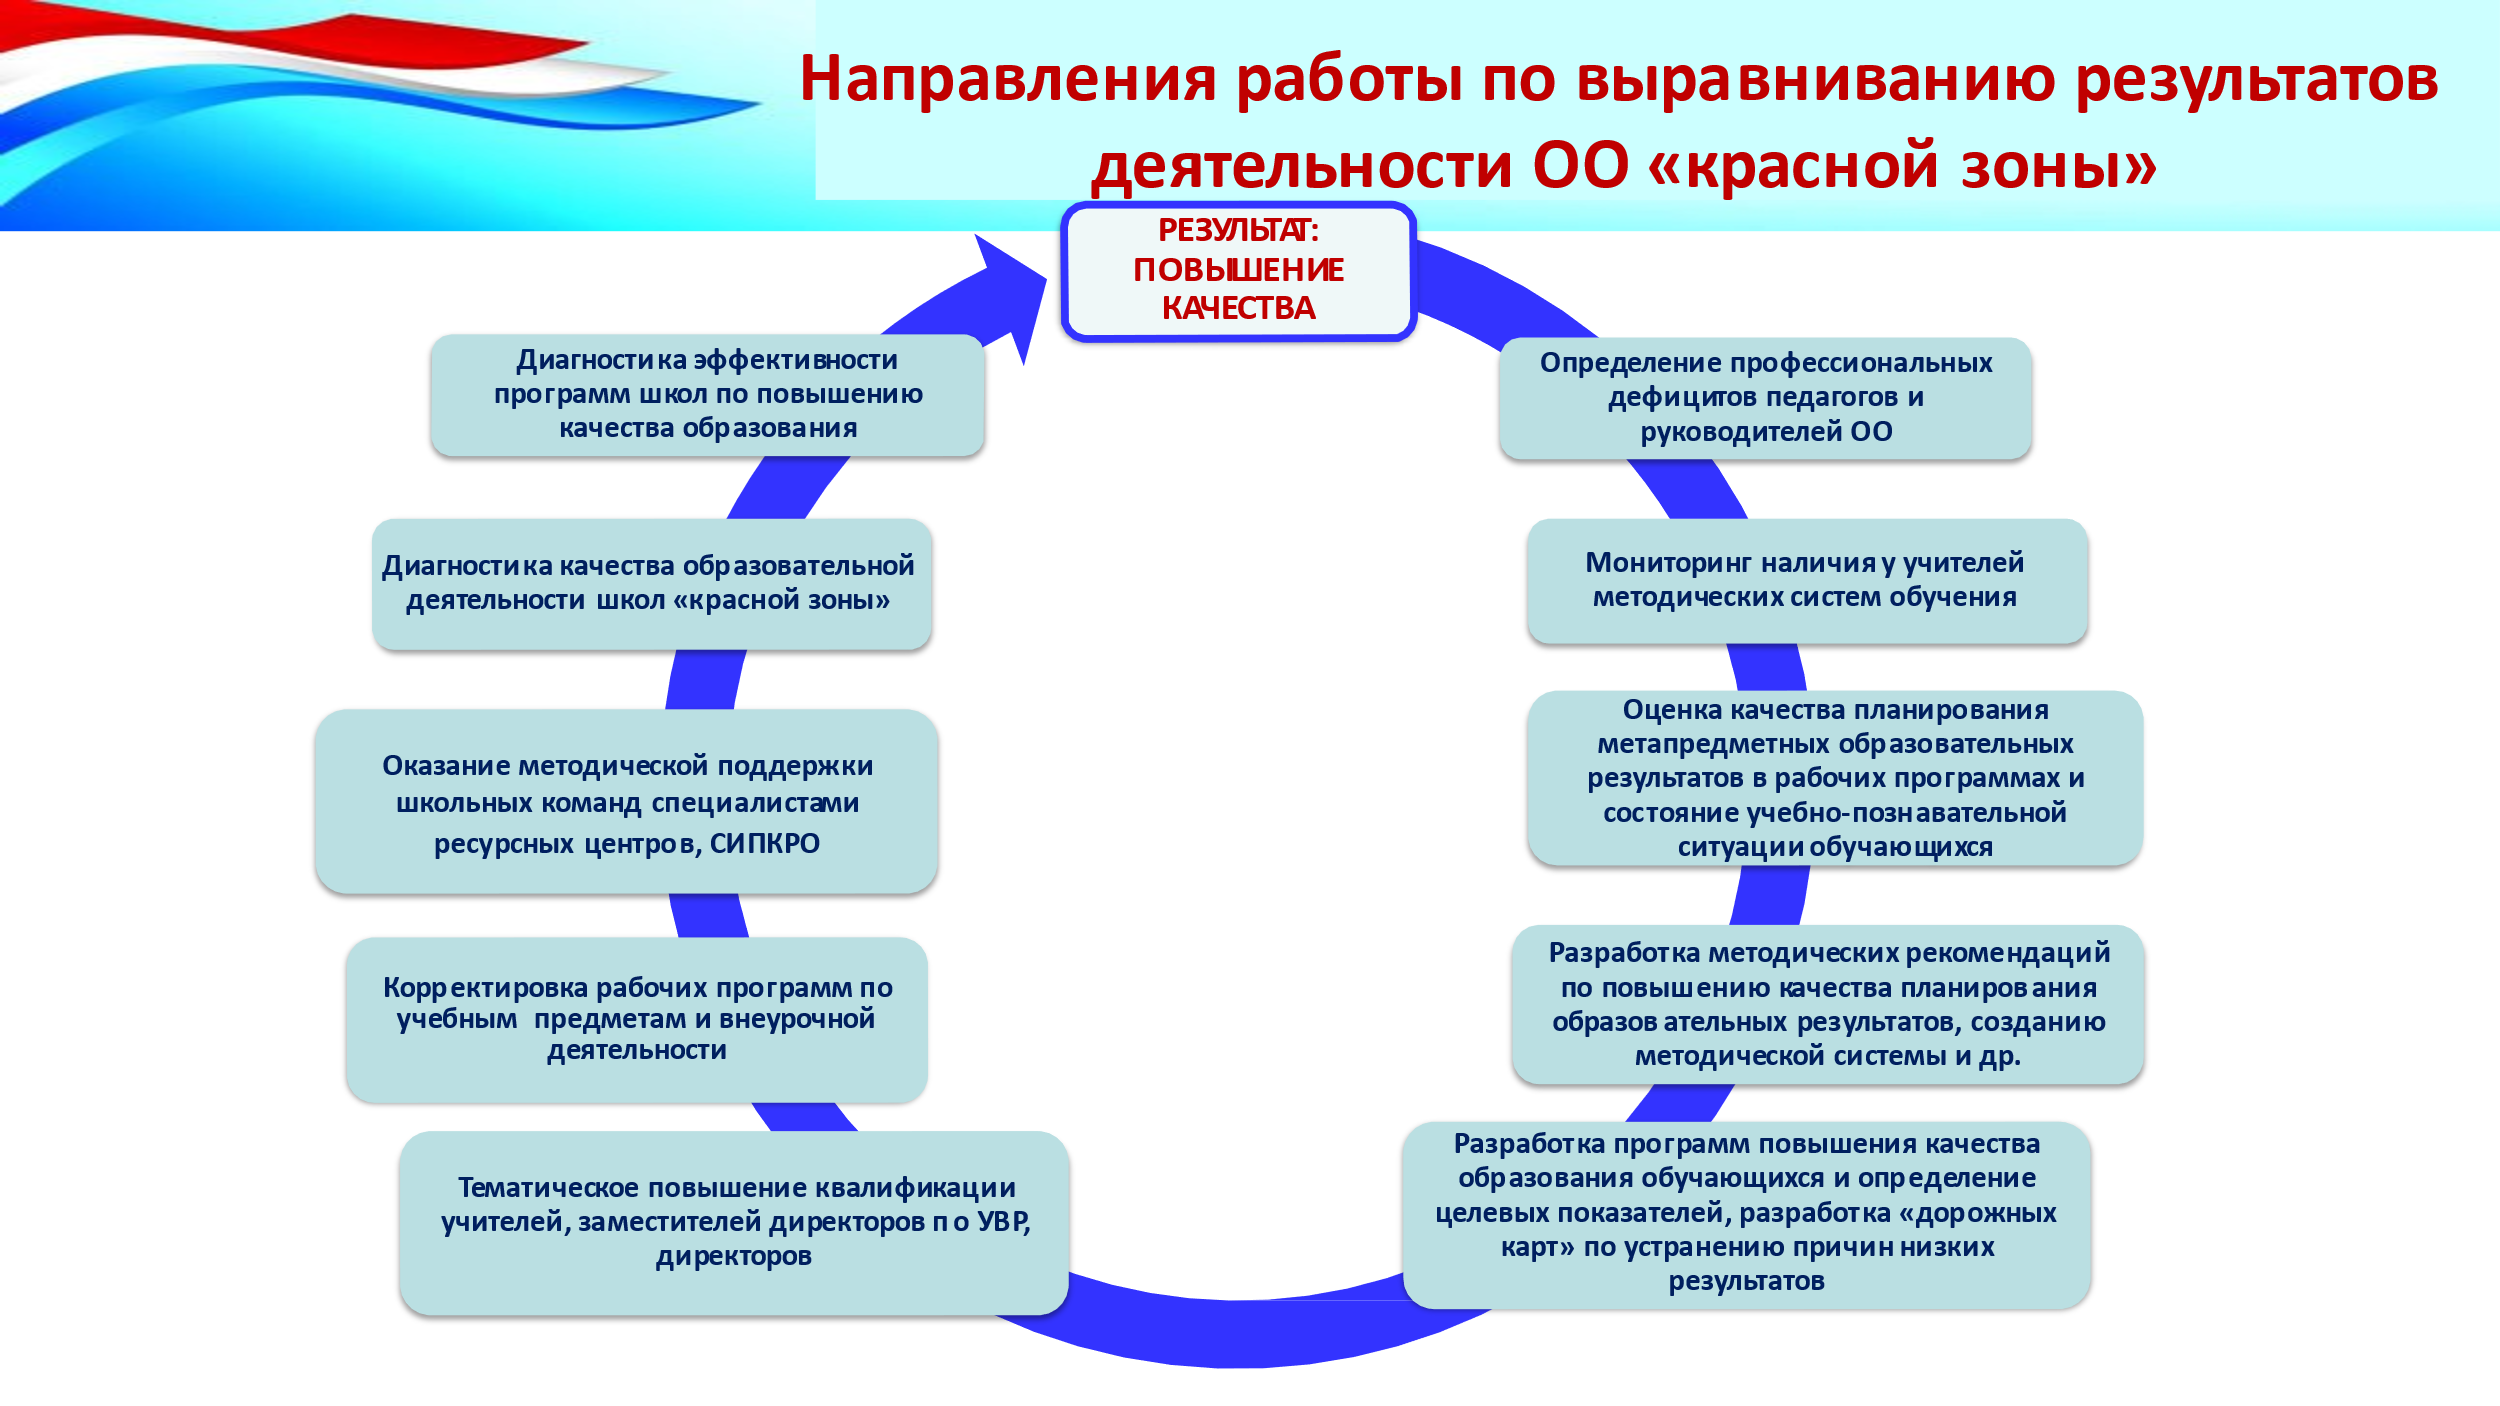 Направления работы по выравниванию результатов
деятельности ОО «красной зоны»
РЕЗУЛЬТАТ:
ПОВЫШЕНИЕ
КАЧЕСТВА
Определение профессиональных
дефицитов педагогов и
руководителей ОО
Мониторинг наличия у учителей
методических систем обучения
Оценка качества планирования
метапредметных образовательных
результатов в рабочих программах и
состояние учебно-познавательной
ситуации обучающихся
Разработка методических рекомендаций
по повышению качества планирования
образовательных результатов, созданию
методической системы и др.
Разработка программ повышения качества
образования обучающихся и определение
целевых показателей, разработка «дорожных
карт» по устранению причин низких
результатов
Тематическое повышение квалификации
учителей, заместителей директоров по УВР,
директоров
Корректировка рабочих программ по
учебным предметам и внеурочной
деятельности
Оказание методической поддержки
школьных команд специалистами
ресурсных центров, СИПКРО
Диагностика качества образовательной
деятельности школ «красной зоны»
Диагностика эффективности
программ школ по повышению
качества образования